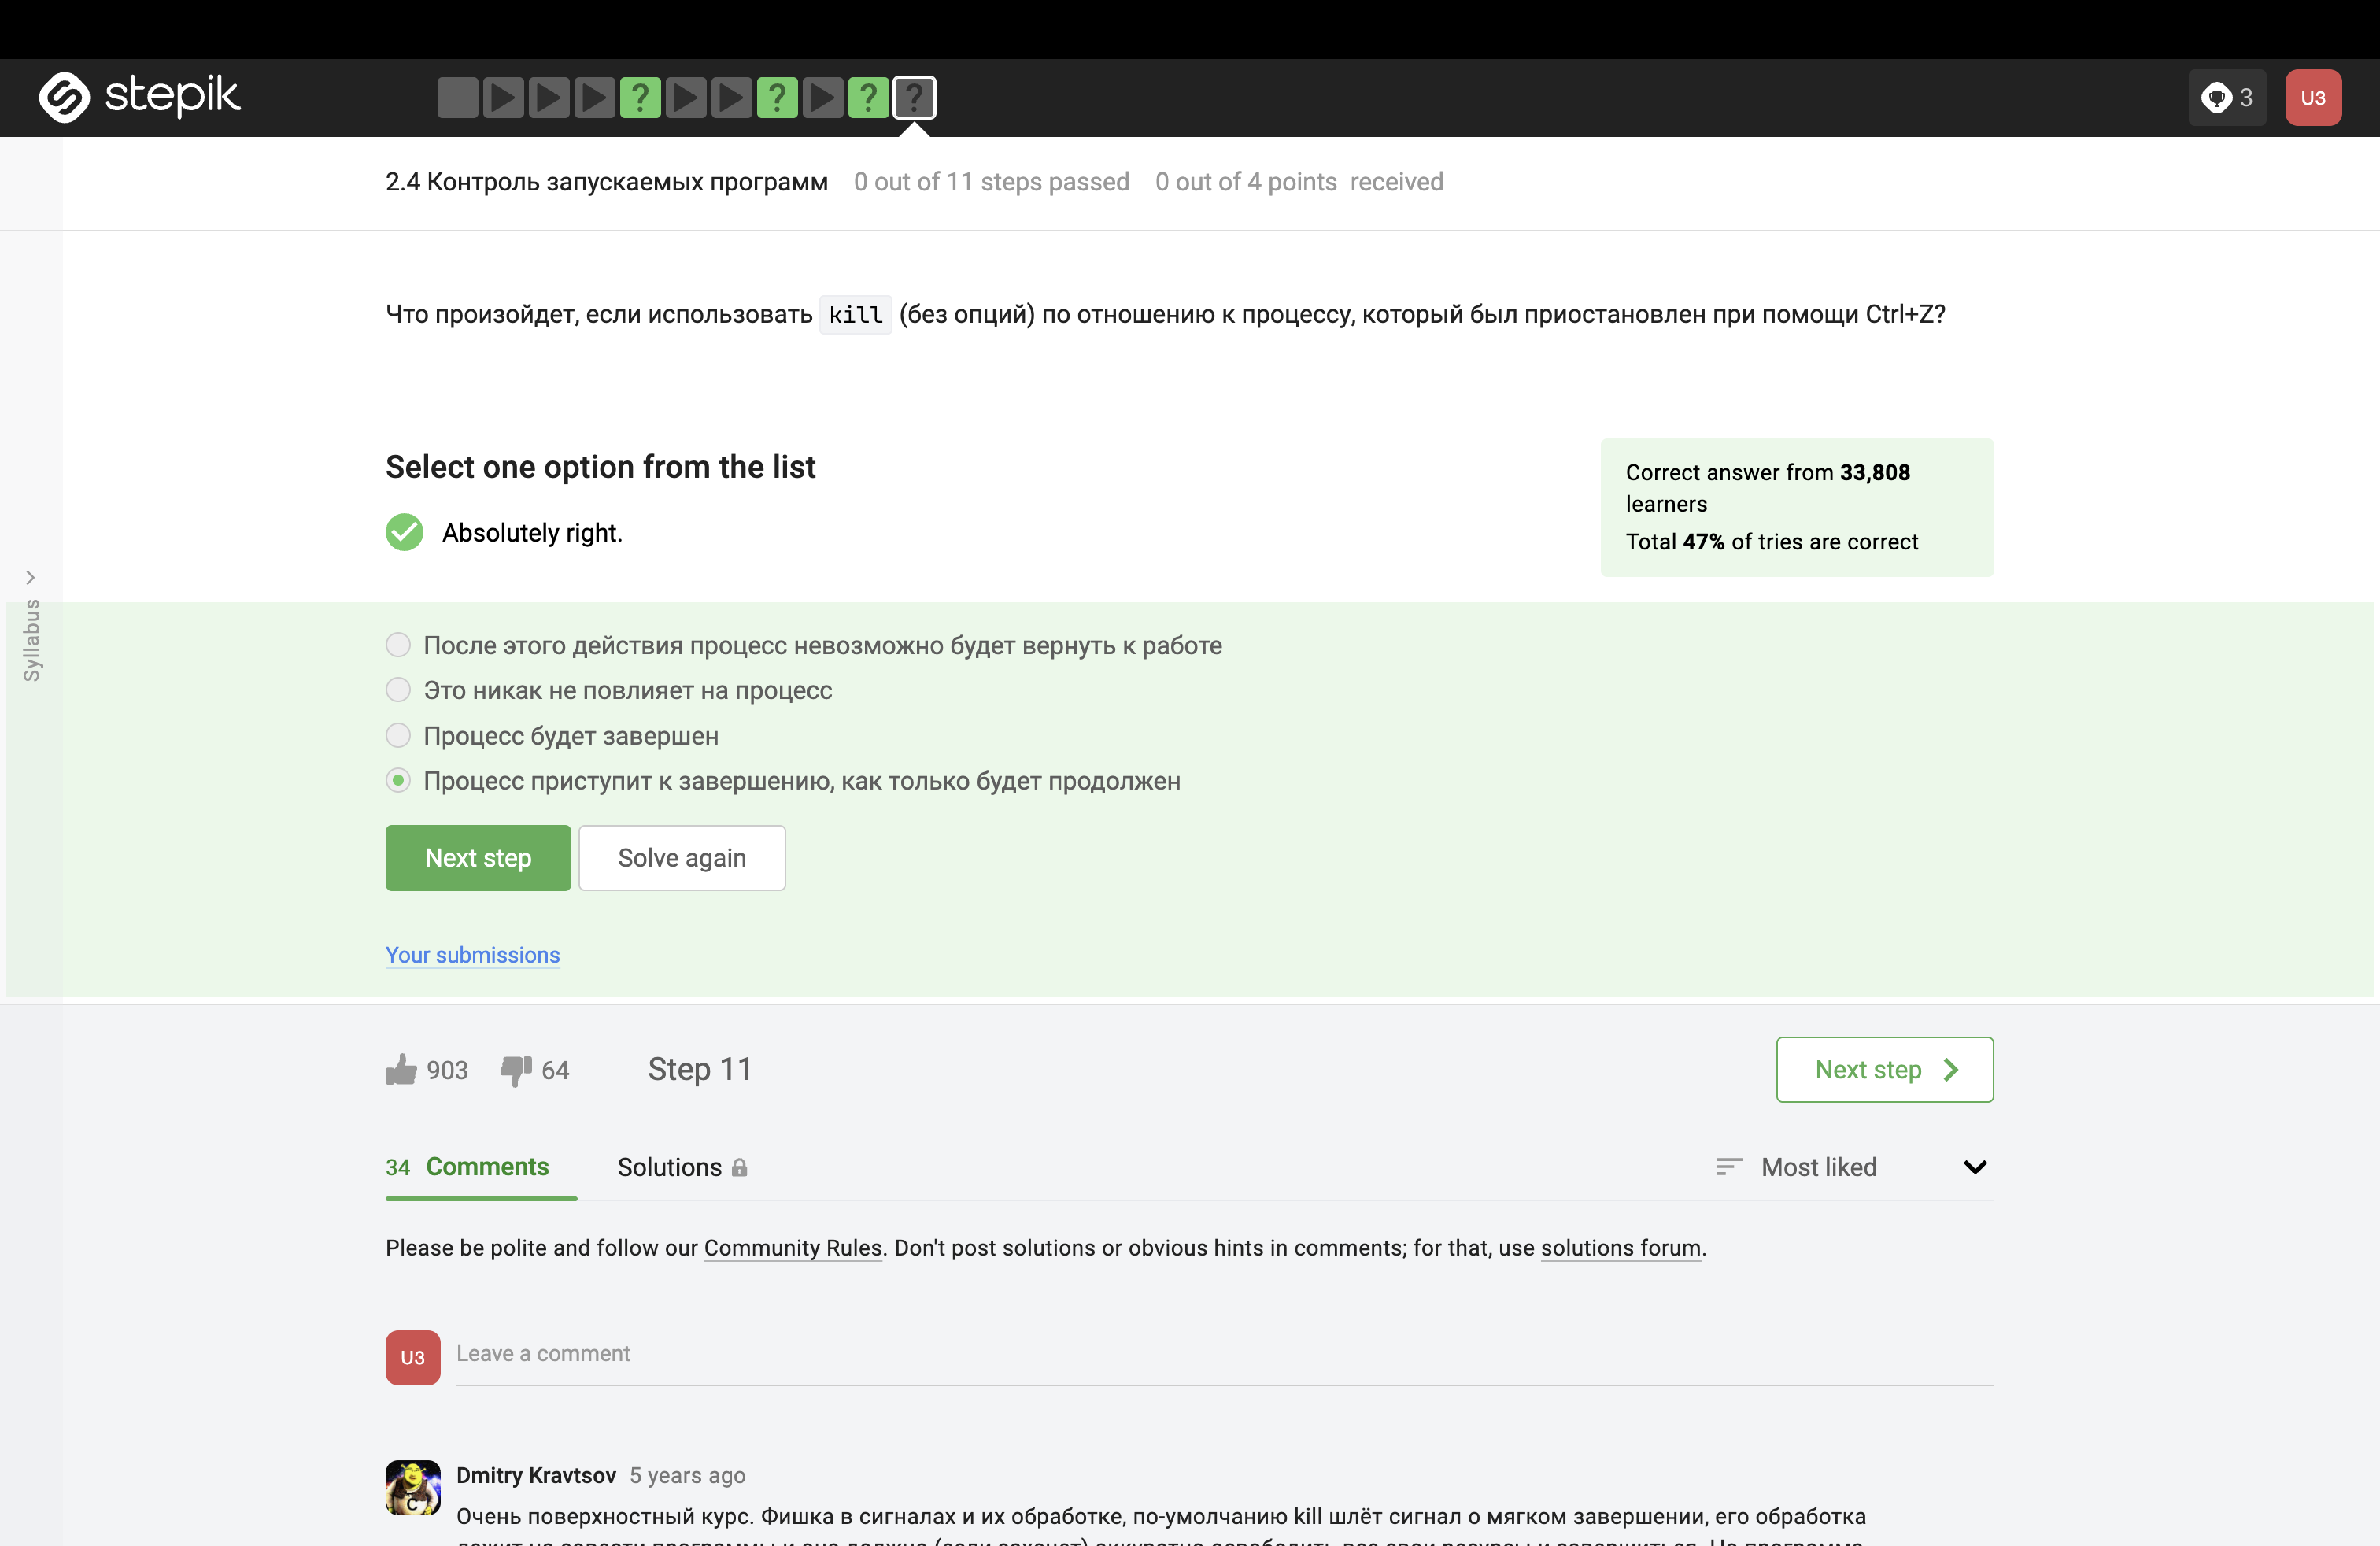 stepik
? ? ? ?
3
U3
2.4 Контроль запускаемых программ 0 out of 11 steps passed 0 out of 4 points received
Что произойдет, если использовать kill (без опций) по отношению к процессу, который был приостановлен при помощи Ctrl+Z?
Select one option from the list
Absolutely right.
Correct answer from 33,808
learners
Total 47% of tries are correct
Syllabus
После этого действия процесс невозможно будет вернуть к работе
Это никак не повлияет на процесс
Процесс будет завершен
Процесс приступит к завершению, как только будет продолжен
Next step Solve again
Your submissions
903 64 Step 11 Next step
34 Comments Solutions Most liked
Please be polite and follow our Community Rules. Don't post solutions or obvious hints in comments; for that, use solutions forum.
U3 Leave a comment
Dmitry Kravtsov 5 years ago
Очень поверхностный курс. Фишка в сигналах и их обработке, по-умолчанию kill шлёт сигнал о мягком завершении, его обработка